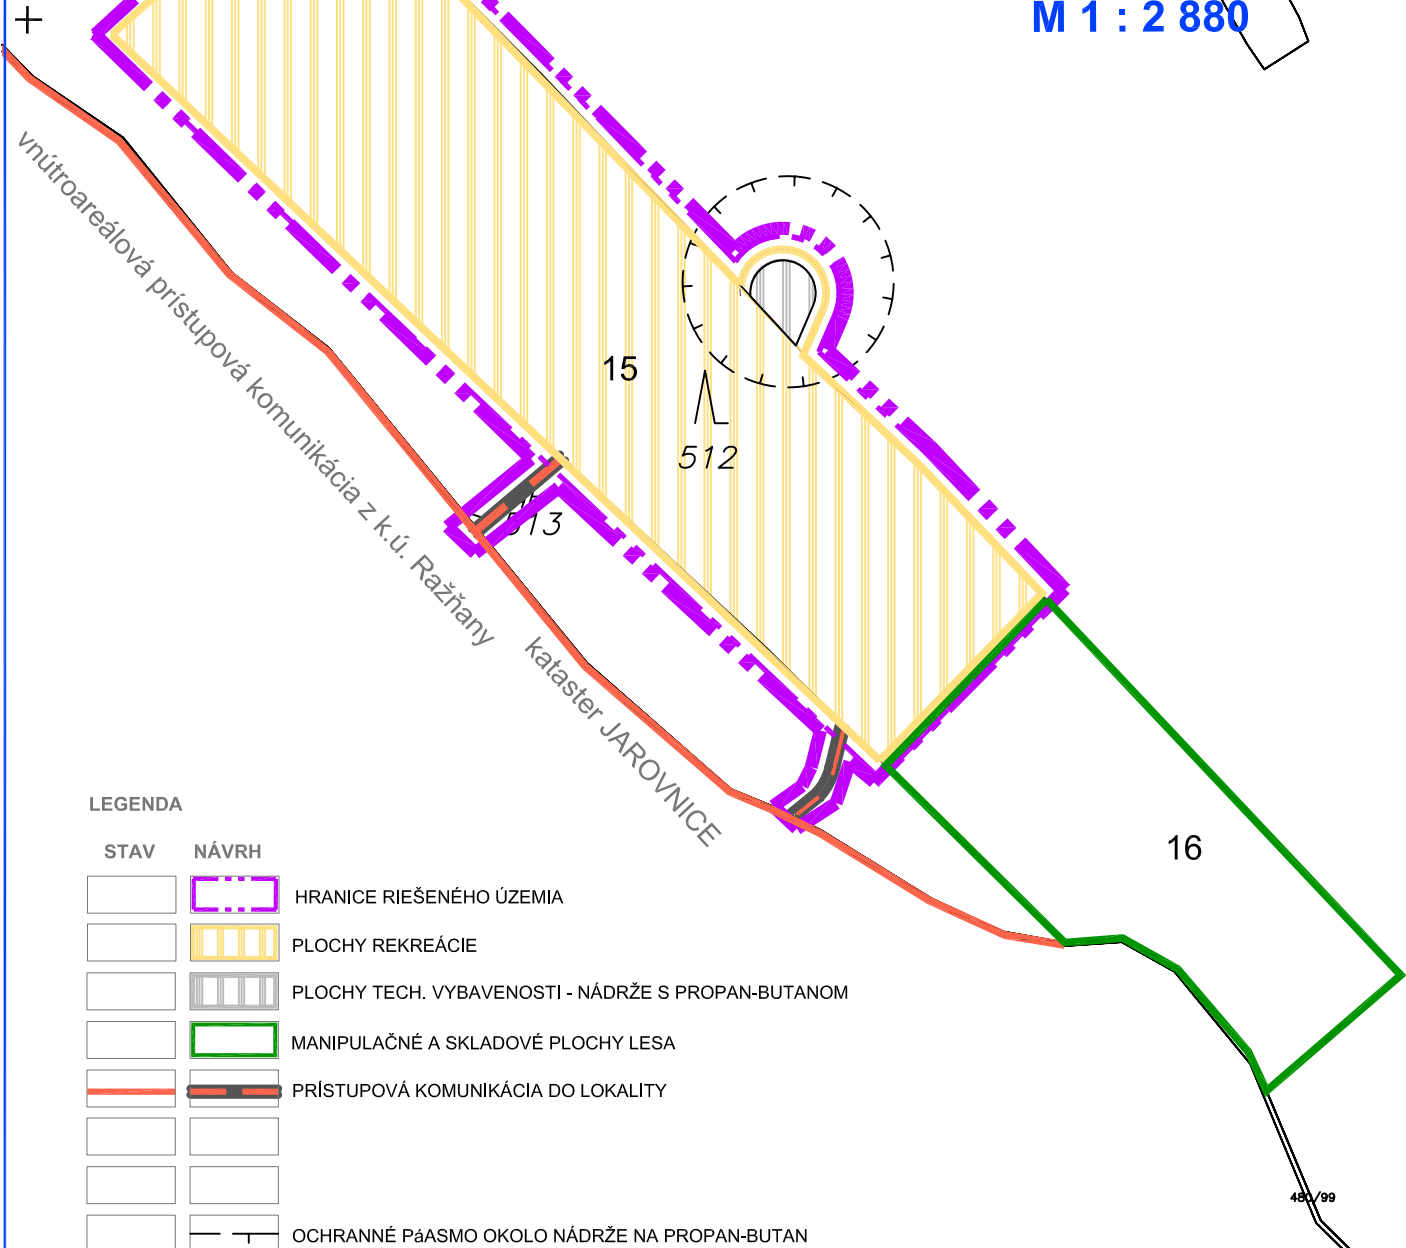 M 1 : 2 880
vnútroareálová prístupová komunikácia z k.ú. Ražňany
kataster JAROVNICE
15
512
513
16
480/99
LEGENDA
STAV NÁVRH
HRANICE RIEŠENÉHO ÚZEMIA
PLOCHY REKREÁCIE
PLOCHY TECH. VYBAVENOSTI - NÁDRŽE S PROPAN-BUTANOM
MANIPULAČNÉ A SKLADOVÉ PLOCHY LESA
PRÍSTUPOVÁ KOMUNIKÁCIA DO LOKALITY
OCHRANNÉ PáASMO OKOLO NÁDRŽE NA PROPAN-BUTAN